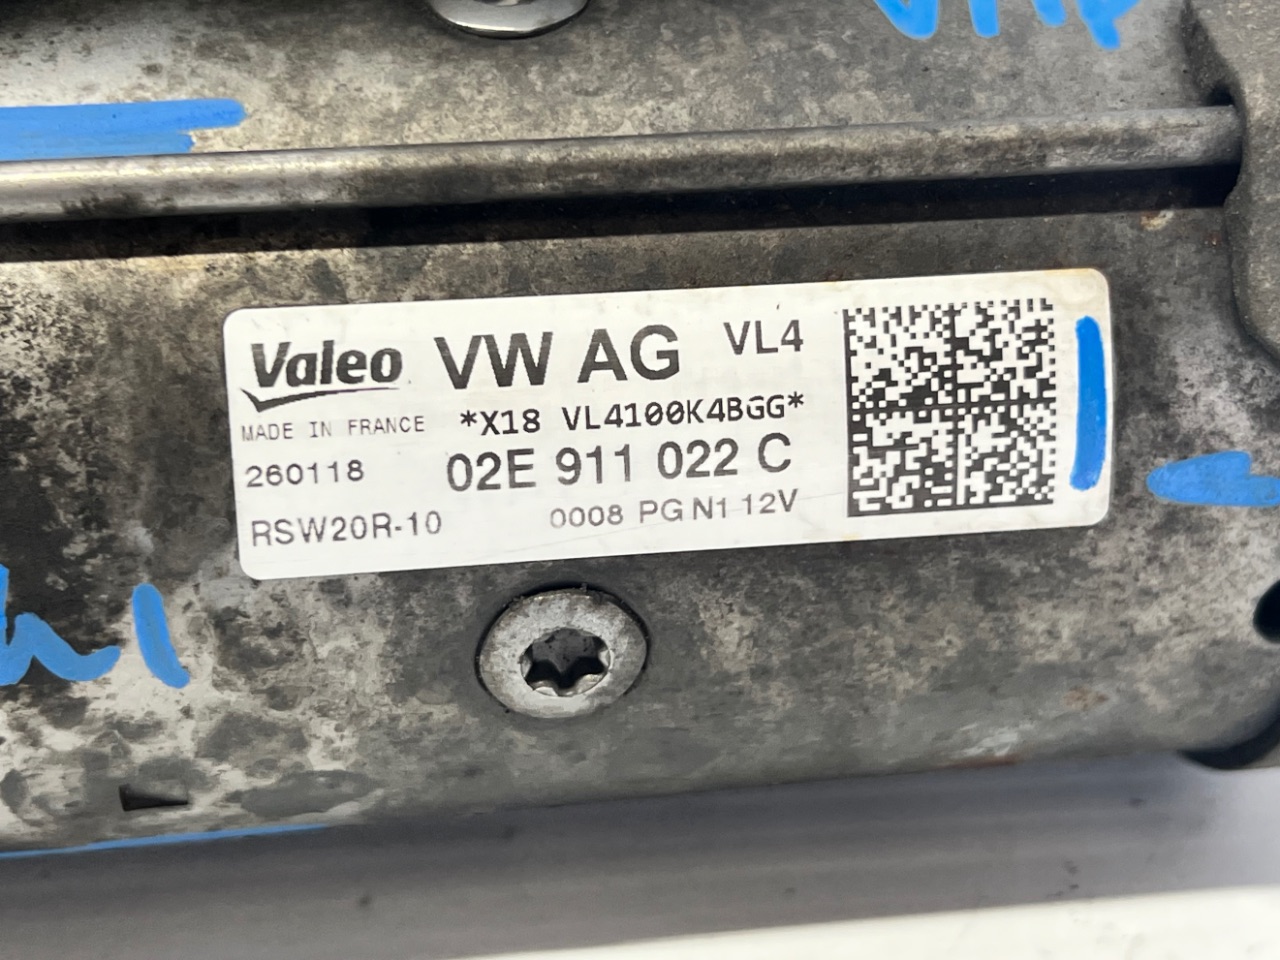 Valeo VW AG VL4
MADE IN FRANCE *X18 VL4100K4BGG*
260118 02E 911 022 C
RSW20R-10 0008 PG N1 12V